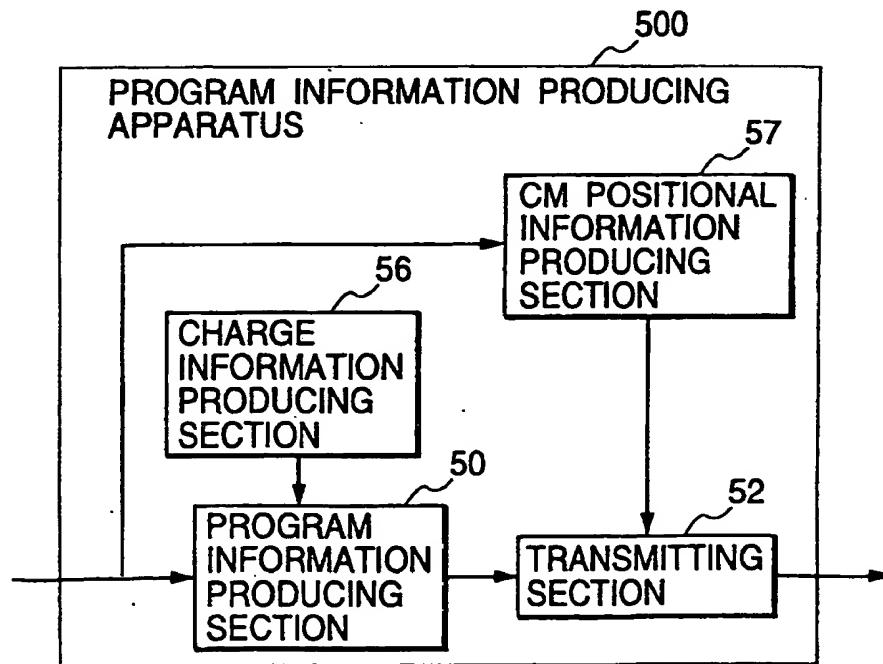 500
PROGRAM INFORMATION PRODUCING
APPARATUS
57
CM POSITIONAL
INFORMATION
PRODUCING
SECTION
56
CHARGE
INFORMATION
PRODUCING
SECTION
50
PROGRAM
INFORMATION
PRODUCING
SECTION
52
TRANSMITTING
SECTION